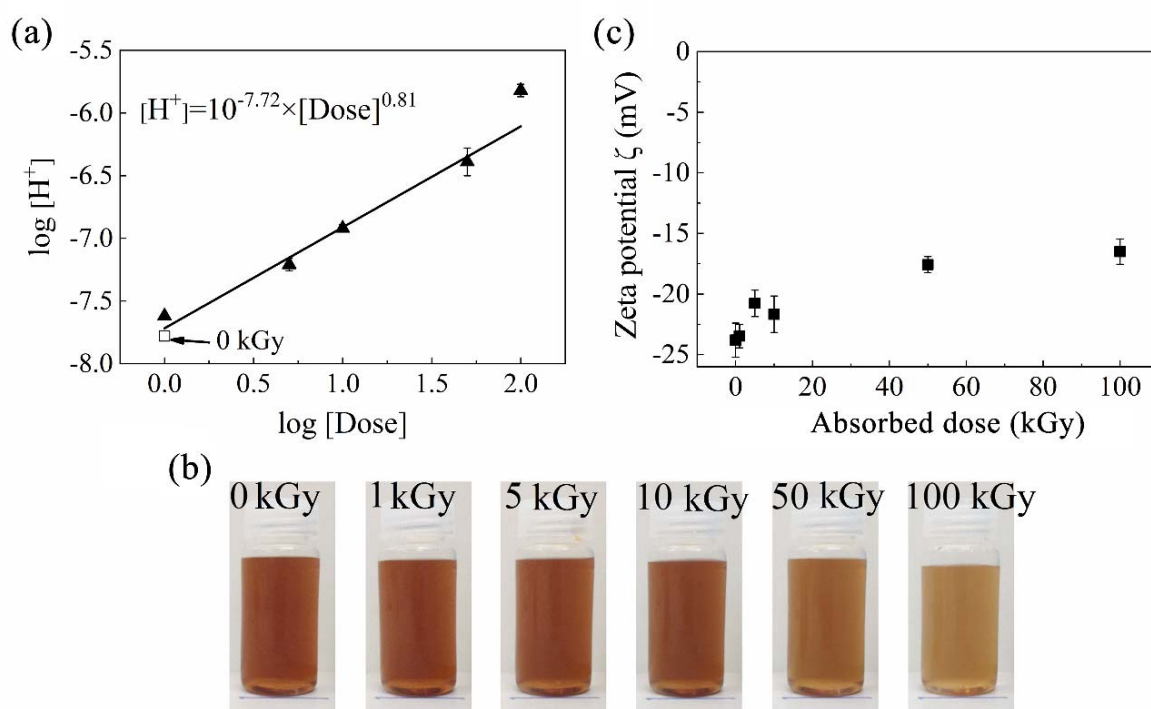 (a)
-5.5
-6.0
-6.5
-7.0
-7.5
-8.0
log [H⁺]
[H⁺]=10⁻⁷·⁷²×[Dose]⁰·⁸¹
0 kGy
0.0 0.5 1.0 1.5 2.0
log [Dose]
(c)
0
-5
-10
-15
-20
-25
Zeta potential ζ (mV)
0 20 40 60 80 100
Absorbed dose (kGy)
(b)
0 kGy 1 kGy 5 kGy 10 kGy 50 kGy 100 kGy